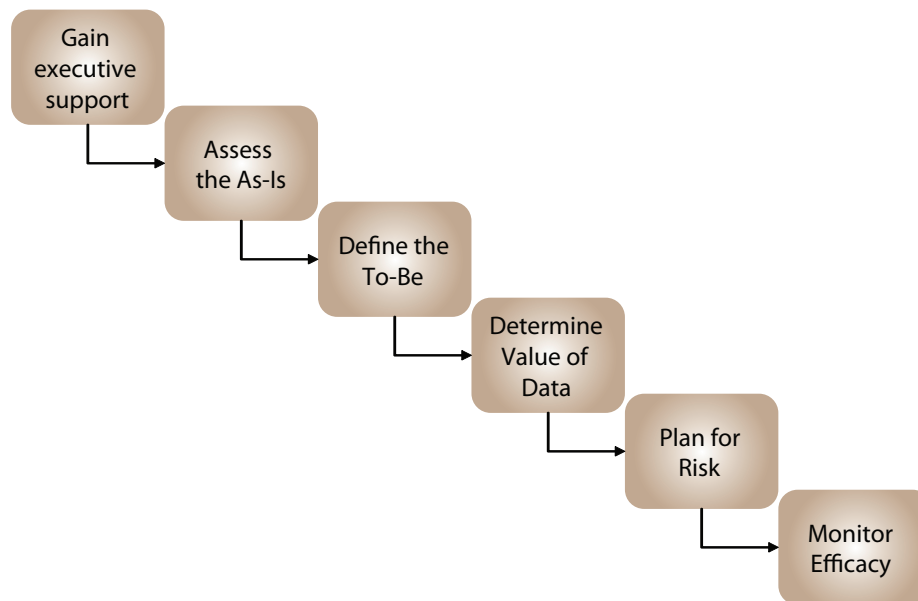 Gain
executive
support
Assess
the As-Is
Define the
To-Be
Determine
Value of
Data
Plan for
Risk
Monitor
Efficacy